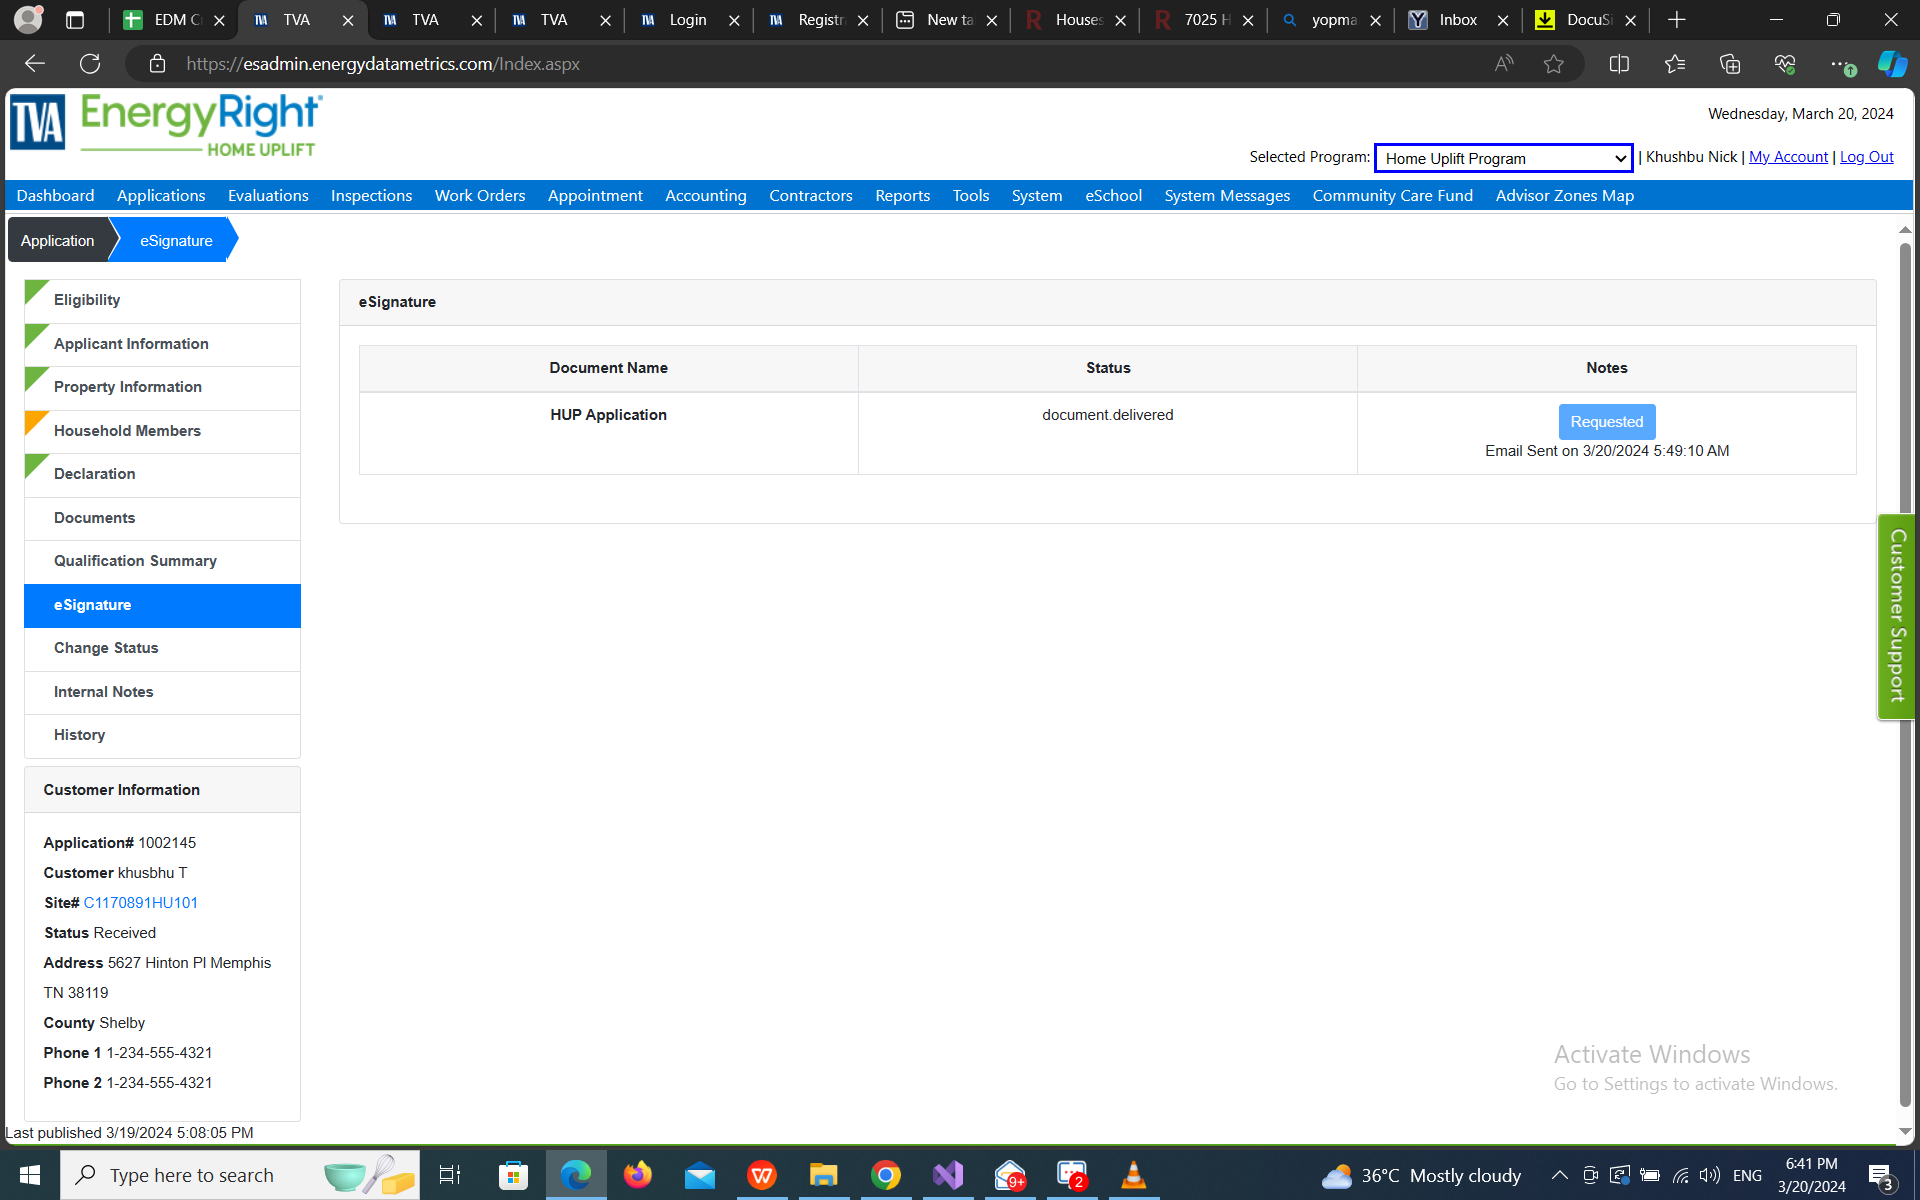 EDM C
TVA
TVA
TVA
Login
Registr
New ta
Houses
7025 H
yopma
Inbox
DocuSi
https://esadmin.energydatametrics.com/Index.aspx
TVA EnergyRight
HOME UPLIFT
Wednesday, March 20, 2024
Selected Program: Home Uplift Program | Khushbu Nick | My Account | Log Out
Dashboard Applications Evaluations Inspections Work Orders Appointment Accounting Contractors Reports Tools System eSchool System Messages Community Care Fund Advisor Zones Map
Application eSignature
Eligibility
Applicant Information
Property Information
Household Members
Declaration
Documents
Qualification Summary
eSignature
Change Status
Internal Notes
History
Customer Information
Application# 1002145
Customer khusbhu T
Site# C1170891HU101
Status Received
Address 5627 Hinton Pl Memphis
TN 38119
County Shelby
Phone 1 1-234-555-4321
Phone 2 1-234-555-4321
Last published 3/19/2024 5:08:05 PM
eSignature
Document Name Status Notes
HUP Application document.delivered Requested
Email Sent on 3/20/2024 5:49:10 AM
Customer Support
Activate Windows
Go to Settings to activate Windows.
Type here to search
9+
2
36°C Mostly cloudy
ENG
6:41 PM
3/20/2024
3